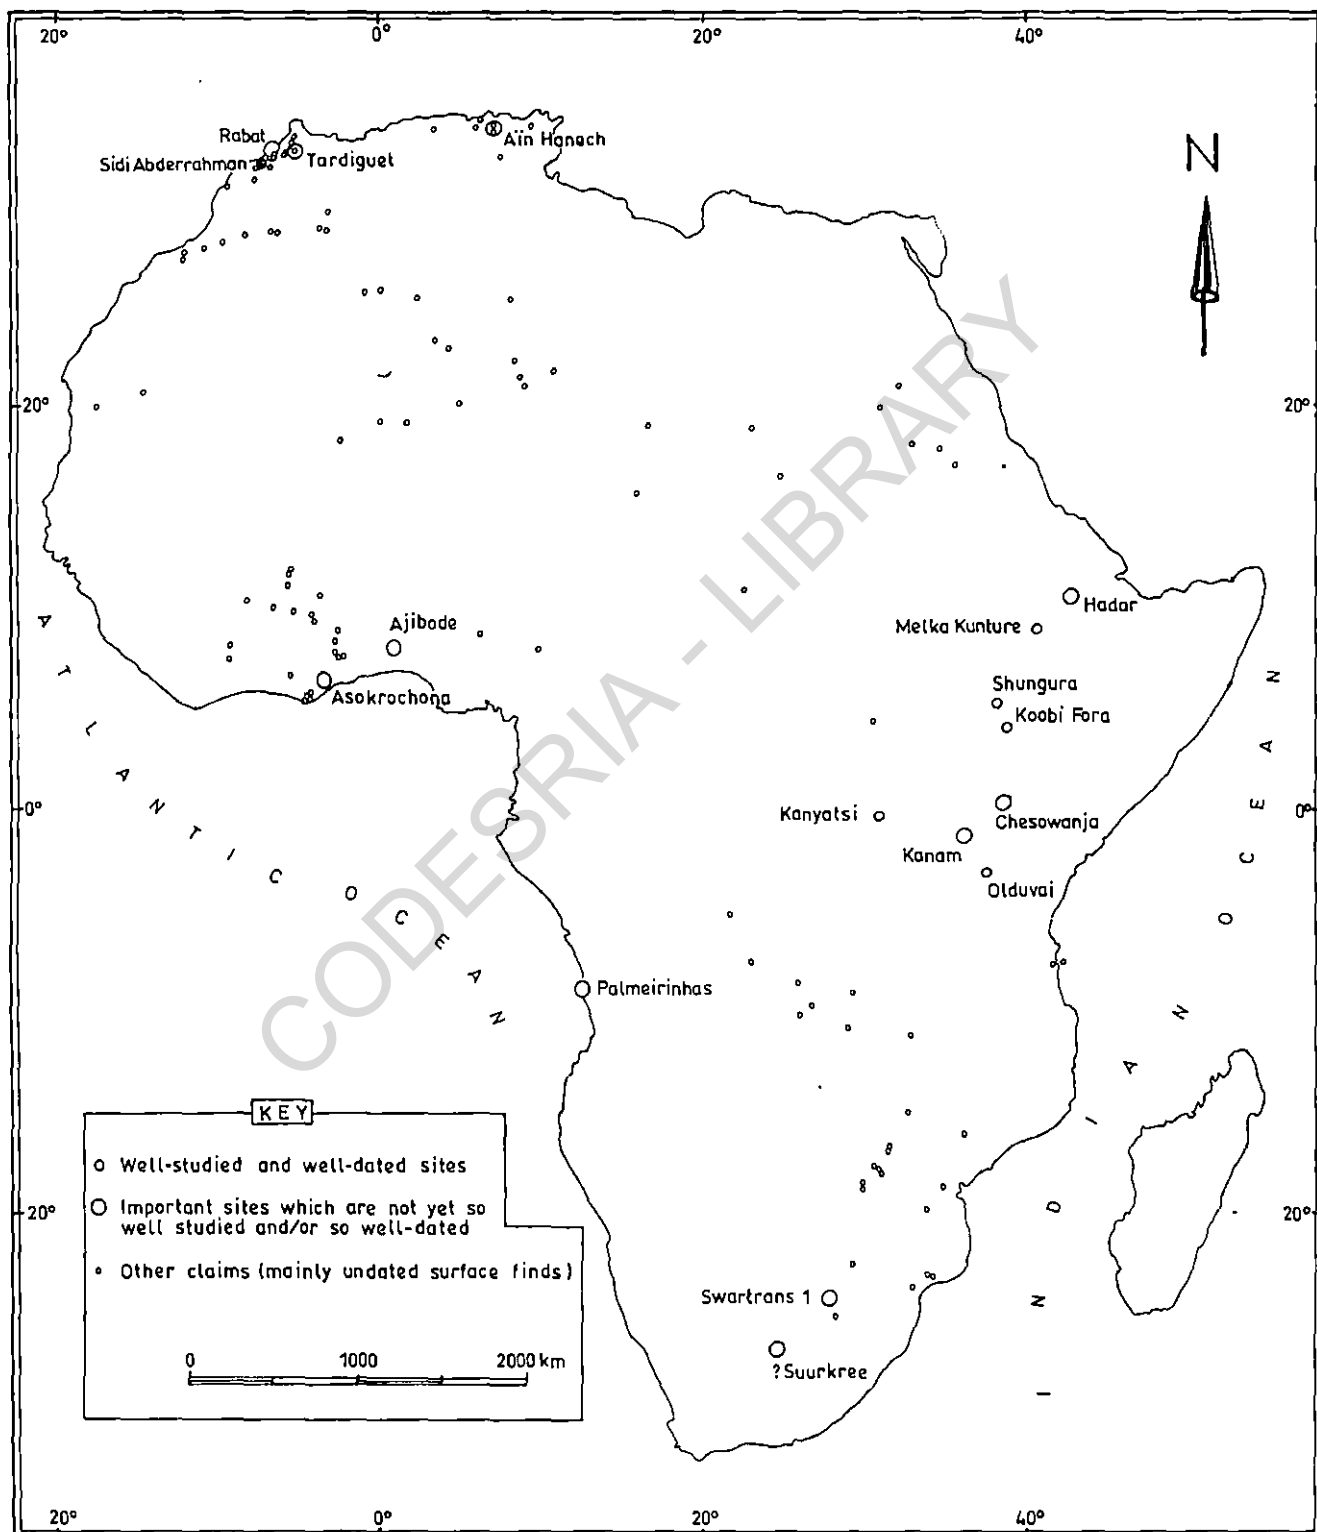 20° 0° 20° 40°
N
Rabat
Aïn Hanech
Sidi Abderrahman
Tardiguet
20° 20°
Hadar
Melka Kunture
Ajibode
Asokrochona
Shungura
Koobi Fora
0° 0°
Kanyatsi
Chesowanja
Kanam
Olduvai
Palmeirinhas
ATLANTIC OCEAN
INDIAN OCEAN
CODESRIA - LIBRARY
KEY
Well-studied and well-dated sites
Important sites which are not yet so
well studied and/or so well-dated
Other claims (mainly undated surface finds)
0 1000 2000 km
20° 20°
Swartrans 1
?Suurkree
20° 0° 20° 40°